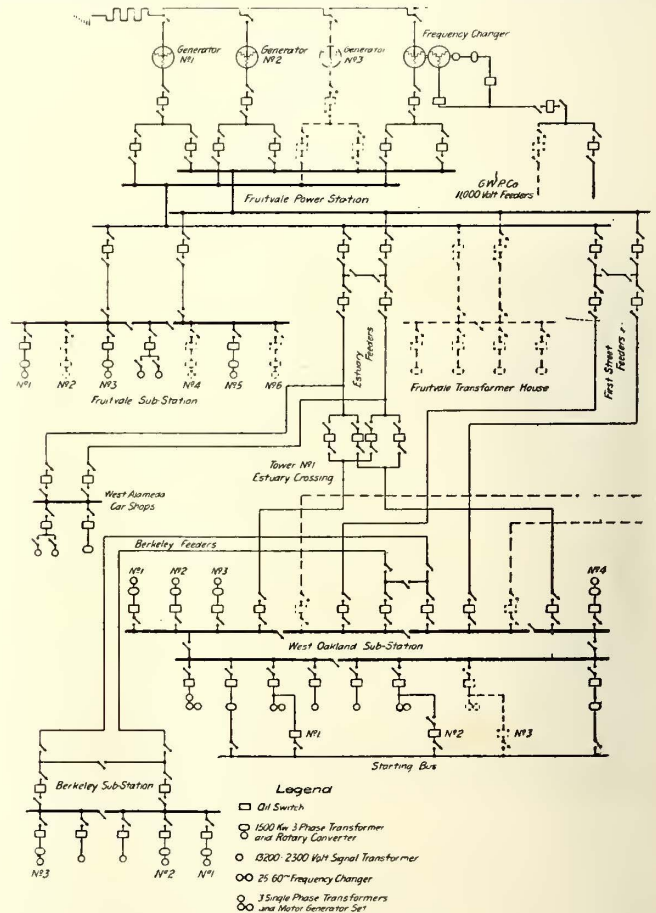 Generator
Nº1
Generator
Nº2
Generator
Nº3
Frequency Changer
G.W.P.Co
11,000 Volt Feeders
Fruitvale Power Station
Estuary
Feeders
First Street
Feeders
Nº1
Nº2
Nº3
Nº4
Nº5
Nº6
Fruitvale Sub-Station
Fruitvale Transformer House
Tower Nº1
Estuary Crossing
West Alameda
Car Shops
Berkeley Feeders
Nº1
Nº2
Nº3
Nº4
West Oakland Sub-Station
Nº1
Nº2
Nº3
Starting Bus
Berkeley Sub-Station
Nº3
Nº2
Nº1
Legend
Oil Switch
1500 Kw 3 Phase Transformer
and Rotary Converter
13200-2300 Volt Signal Transformer
25 60~ Frequency Changer
3 Single Phase Transformers
and Motor Generator Set